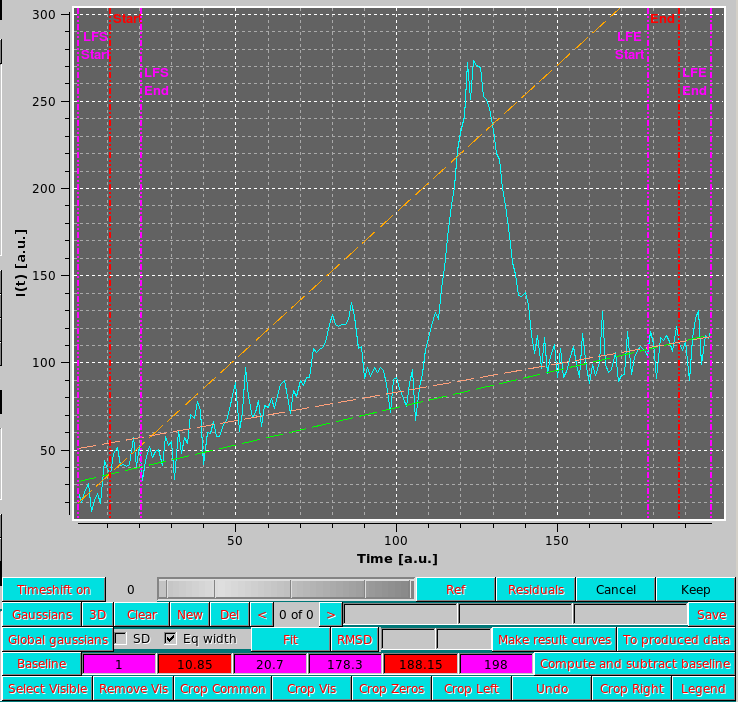 300
Start
End
LFS
Start
LFE
Start
LFS
End
LFE
End
250
200
I(t) [a.u.]
150
100
50
50 100 150
Time [a.u.]
Timeshift on 0 Ref Residuals Cancel Keep
Gaussians 3D Clear New Del < 0 of 0 > Save
Global gaussians SD Eq width Fit RMSD Make result curves To produced data
Baseline 1 10.85 20.7 178.3 188.15 198 Compute and subtract baseline
Select Visible Remove Vis Crop Common Crop Vis Crop Zeros Crop Left Undo Crop Right Legend